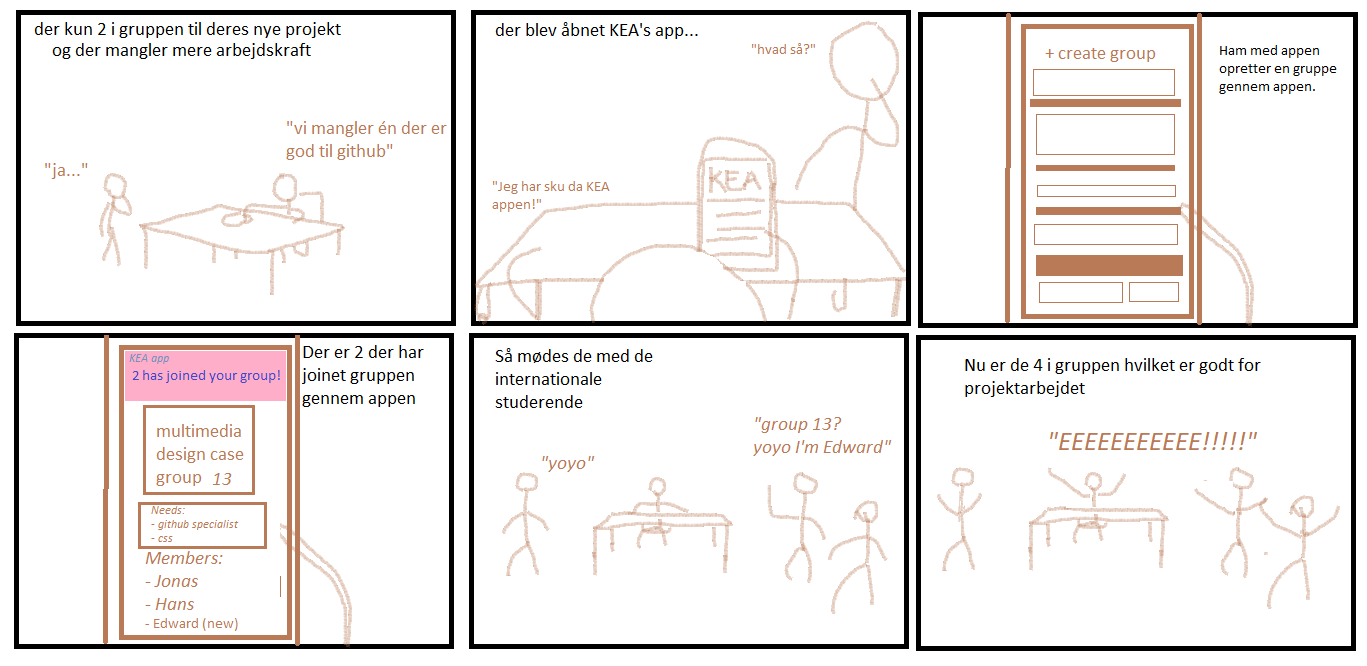 der kun 2 i gruppen til deres nye projekt
og der mangler mere arbejdskraft
"vi mangler én der er
god til github"
"ja..."
der blev åbnet KEA's app...
"hvad så?"
KEA
"Jeg har sku da KEA
appen!"
+ create group
Ham med appen
opretter en gruppe
gennem appen.
KEA app
2 has joined your group!
multimedia
design case
group 13
Needs:
- github specialist
- css
Members:
- Jonas
- Hans
- Edward (new)
Der er 2 der har
joinet gruppen
gennem appen
Så mødes de med de
internationale
studerende
"group 13?
yoyo I'm Edward"
"yoyo"
Nu er de 4 i gruppen hvilket er godt for
projektarbejdet
"EEEEEEEEEEE!!!!!"